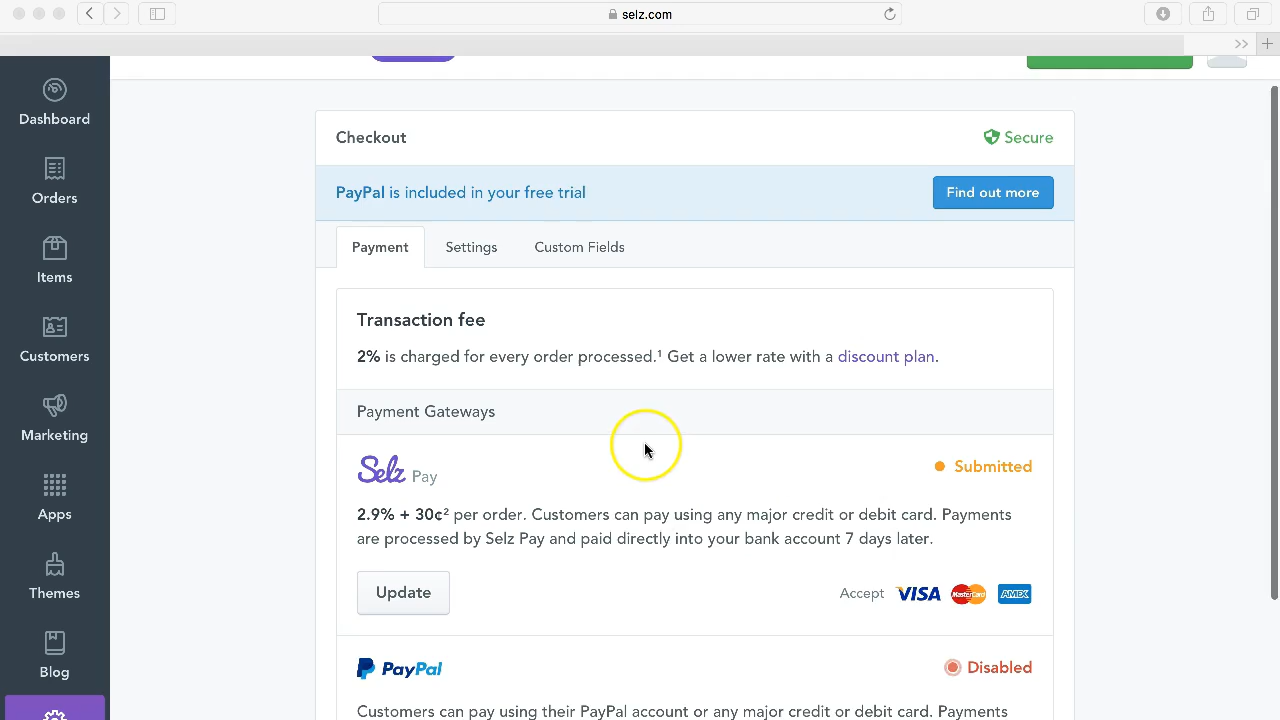 selz.com
Dashboard
Orders
Items
Customers
Marketing
Apps
Themes
Blog
Checkout
Secure
PayPal is included in your free trial
Find out more
Payment Settings Custom Fields
Transaction fee
2% is charged for every order processed.¹ Get a lower rate with a discount plan.
Payment Gateways
Selz Pay
Submitted
2.9% + 30¢² per order. Customers can pay using any major credit or debit card. Payments
are processed by Selz Pay and paid directly into your bank account 7 days later.
Update
Accept VISA MasterCard AMEX
PayPal
Disabled
Customers can pay using their PayPal account or any major credit or debit card. Payments